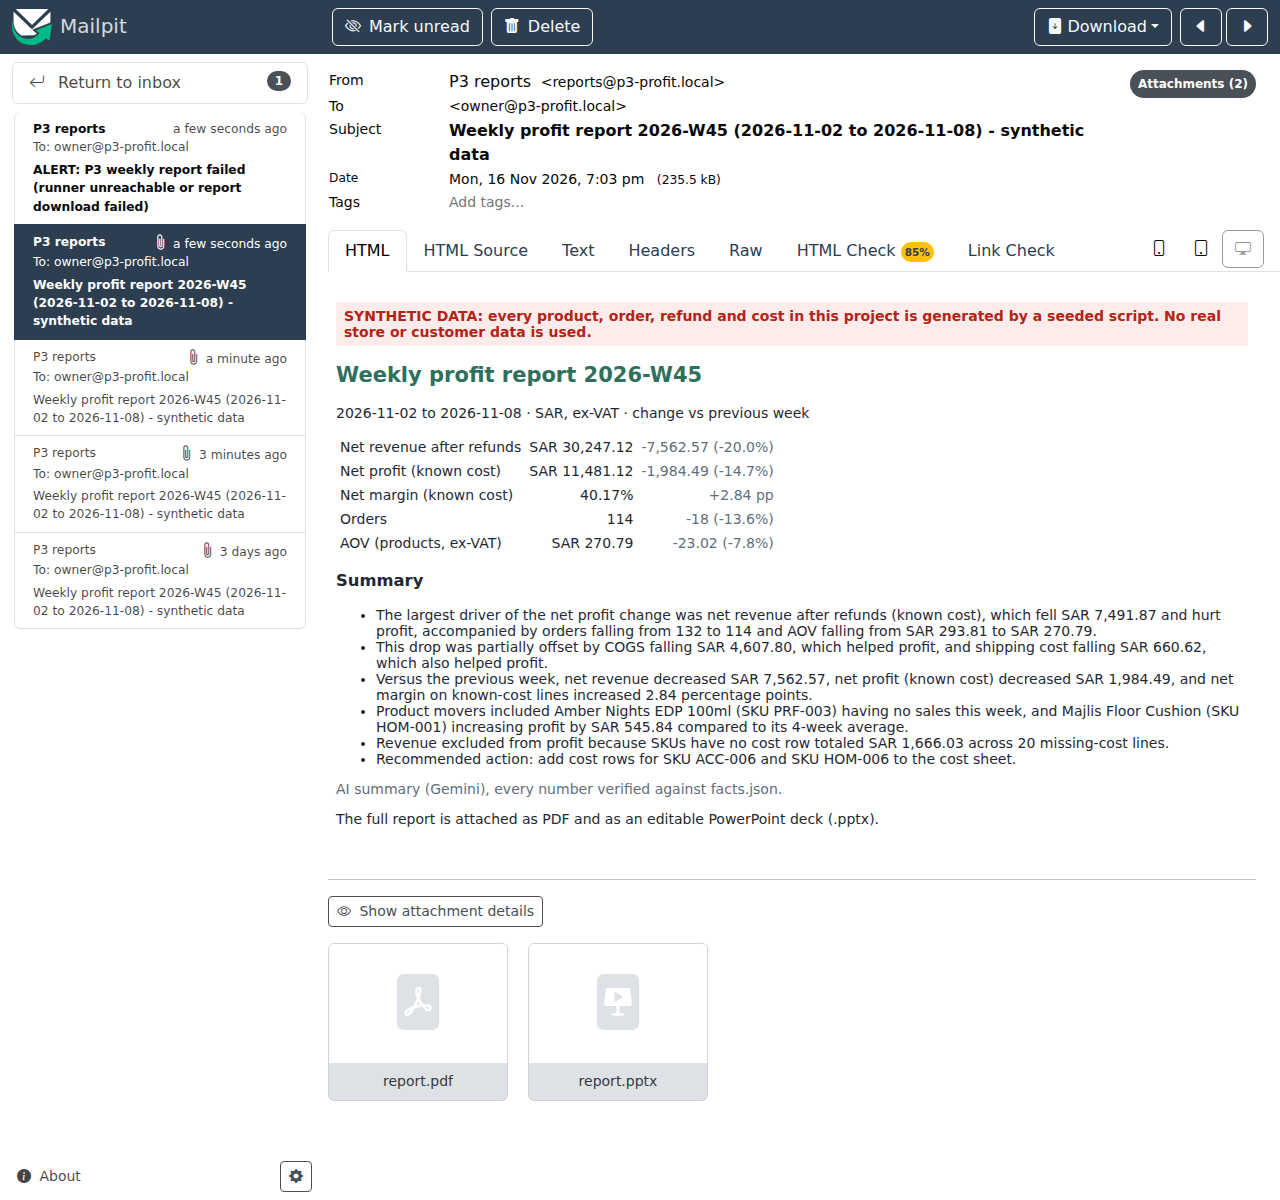 Mailpit
Mark unread
Delete
Download
Return to inbox
1
P3 reports
a few seconds ago
To: owner@p3-profit.local
ALERT: P3 weekly report failed
(runner unreachable or report
download failed)
P3 reports
a few seconds ago
To: owner@p3-profit.local
Weekly profit report 2026-W45
(2026-11-02 to 2026-11-08) -
synthetic data
P3 reports
a minute ago
To: owner@p3-profit.local
Weekly profit report 2026-W45 (2026-11-
02 to 2026-11-08) - synthetic data
P3 reports
3 minutes ago
To: owner@p3-profit.local
Weekly profit report 2026-W45 (2026-11-
02 to 2026-11-08) - synthetic data
P3 reports
3 days ago
To: owner@p3-profit.local
Weekly profit report 2026-W45 (2026-11-
02 to 2026-11-08) - synthetic data
About
From P3 reports <reports@p3-profit.local>
Attachments (2)
To <owner@p3-profit.local>
Subject Weekly profit report 2026-W45 (2026-11-02 to 2026-11-08) - synthetic
data
Date Mon, 16 Nov 2026, 7:03 pm (235.5 kB)
Tags Add tags...
HTML HTML Source Text Headers Raw HTML Check 85% Link Check
SYNTHETIC DATA: every product, order, refund and cost in this project is generated by a seeded script. No real
store or customer data is used.
Weekly profit report 2026-W45
2026-11-02 to 2026-11-08 · SAR, ex-VAT · change vs previous week
Net revenue after refunds SAR 30,247.12 -7,562.57 (-20.0%)
Net profit (known cost) SAR 11,481.12 -1,984.49 (-14.7%)
Net margin (known cost) 40.17% +2.84 pp
Orders 114 -18 (-13.6%)
AOV (products, ex-VAT) SAR 270.79 -23.02 (-7.8%)
Summary
• The largest driver of the net profit change was net revenue after refunds (known cost), which fell SAR 7,491.87 and hurt
profit, accompanied by orders falling from 132 to 114 and AOV falling from SAR 293.81 to SAR 270.79.
• This drop was partially offset by COGS falling SAR 4,607.80, which helped profit, and shipping cost falling SAR 660.62,
which also helped profit.
• Versus the previous week, net revenue decreased SAR 7,562.57, net profit (known cost) decreased SAR 1,984.49, and net
margin on known-cost lines increased 2.84 percentage points.
• Product movers included Amber Nights EDP 100ml (SKU PRF-003) having no sales this week, and Majlis Floor Cushion (SKU
HOM-001) increasing profit by SAR 545.84 compared to its 4-week average.
• Revenue excluded from profit because SKUs have no cost row totaled SAR 1,666.03 across 20 missing-cost lines.
• Recommended action: add cost rows for SKU ACC-006 and SKU HOM-006 to the cost sheet.
AI summary (Gemini), every number verified against facts.json.
The full report is attached as PDF and as an editable PowerPoint deck (.pptx).
Show attachment details
report.pdf
report.pptx